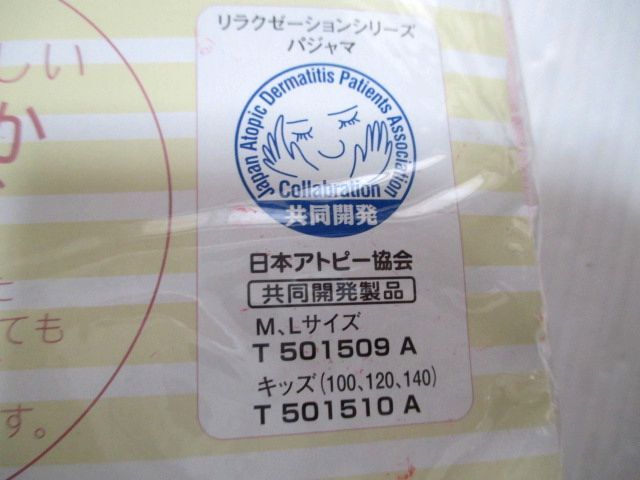 リラクゼーションシリーズ
パジャマ
Japan Atopic Dermatitis Patients Association
Collabration
共同開発
日本アトピー協会
共同開発製品
M、Lサイズ
T 501509 A
キッズ(100、120、140)
T 501510 A
しい
か
ても
す。